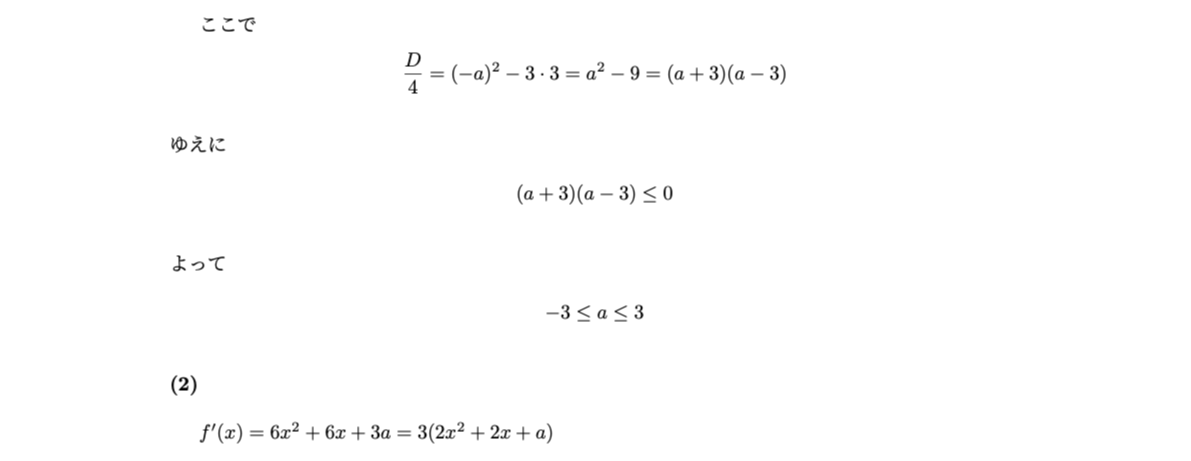 ここで
D/4 = (−a)² − 3 · 3 = a² − 9 = (a + 3)(a − 3)
ゆえに
(a + 3)(a − 3) ≤ 0
よって
−3 ≤ a ≤ 3
(2)
f′(x) = 6x² + 6x + 3a = 3(2x² + 2x + a)